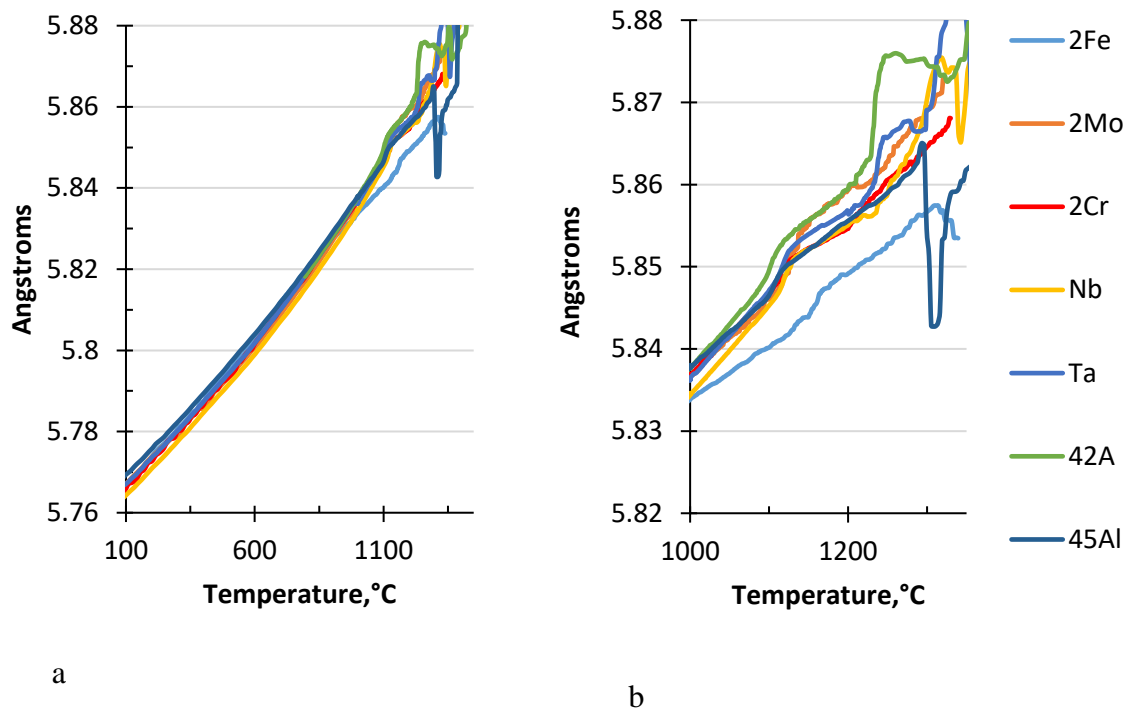 5.88
5.86
5.84
5.82
5.8
5.78
5.76
Angstroms
100
600
1100
Temperature,°C
a
5.88
5.87
5.86
5.85
5.84
5.83
5.82
Angstroms
1000
1200
Temperature,°C
b
2Fe
2Mo
2Cr
Nb
Ta
42A
45Al